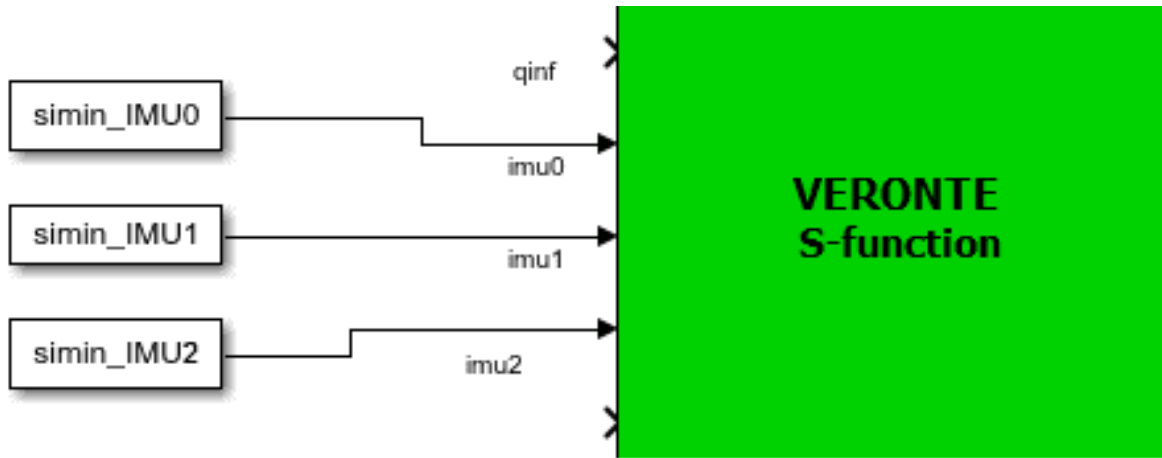 qinf
simin_IMU0
imu0
simin_IMU1
imu1
simin_IMU2
imu2
VERONTE
S-function